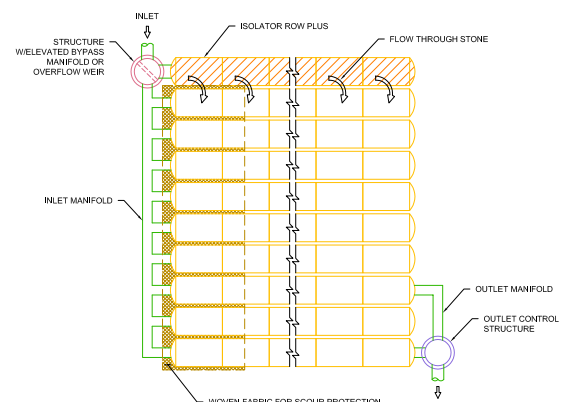 INLET
ISOLATOR ROW PLUS
STRUCTURE
W/ELEVATED BYPASS
MANIFOLD OR
OVERFLOW WEIR
FLOW THROUGH STONE
INLET MANIFOLD
OUTLET MANIFOLD
OUTLET CONTROL
STRUCTURE
WOVEN FABRIC FOR SCOUR PROTECTION